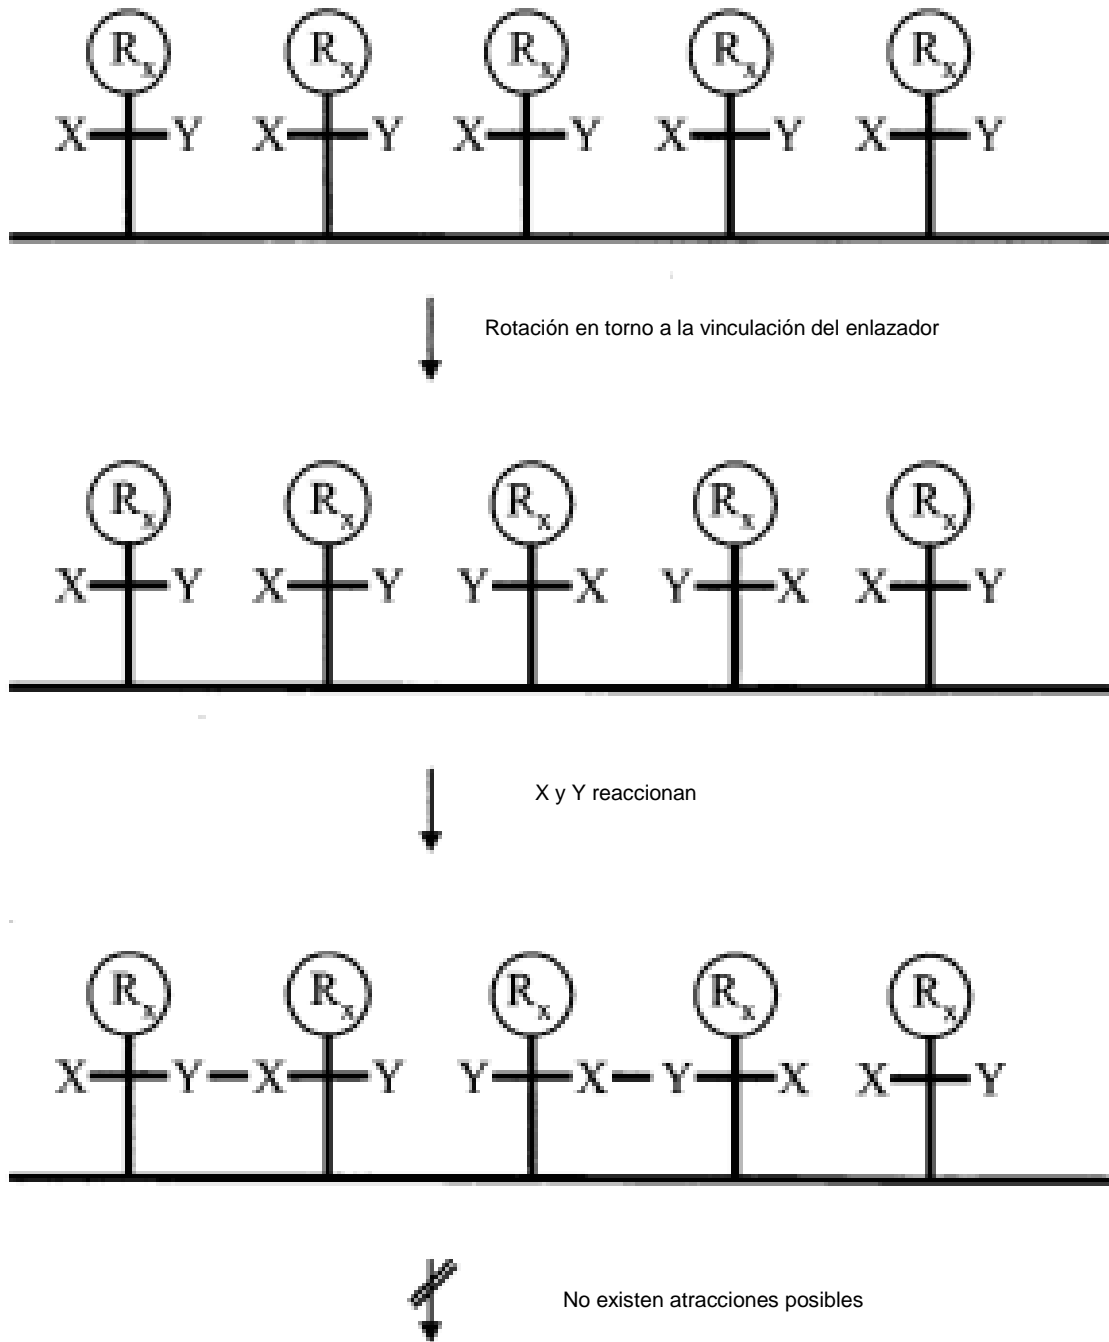 Rx Rx Rx Rx Rx
X Y X Y X Y X Y X Y
Rotación en torno a la vinculación del enlazador
Rx Rx Rx Rx Rx
X Y X Y Y X Y X X Y
X y Y reaccionan
Rx Rx Rx Rx Rx
X Y X Y Y X Y X X Y
No existen atracciones posibles